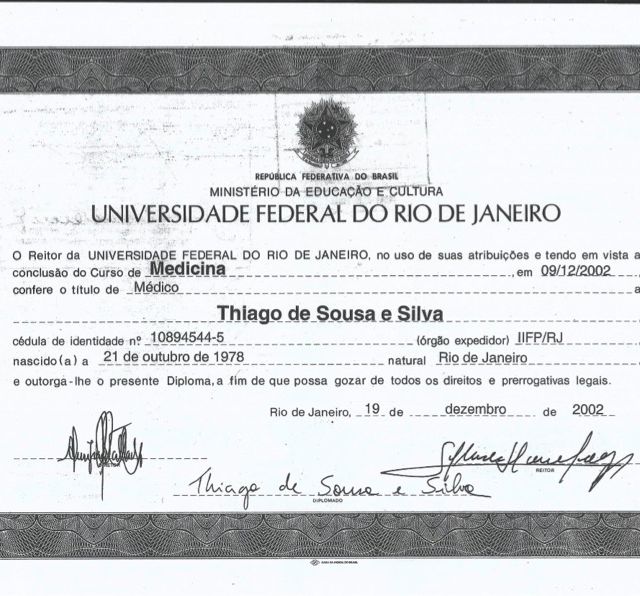 REPÚBLICA FEDERATIVA DO BRASIL
MINISTÉRIO DA EDUCAÇÃO E CULTURA
UNIVERSIDADE FEDERAL DO RIO DE JANEIRO
O Reitor da UNIVERSIDADE FEDERAL DO RIO DE JANEIRO, no uso de suas atribuições e tendo em vista a
conclusão do Curso de Medicina, em 09/12/2002
confere o título de Médico a
Thiago de Sousa e Silva
cédula de identidade nº 10894544-5 (órgão expedidor) IIFP/RJ
nascido(a) a 21 de outubro de 1978 natural Rio de Janeiro
e outorga-lhe o presente Diploma, a fim de que possa gozar de todos os direitos e prerrogativas legais.
Rio de Janeiro, 19 de dezembro de 2002
REITOR
Thiago de Sousa e Silva
DIPLOMADO
CASA DA MOEDA DO BRASIL